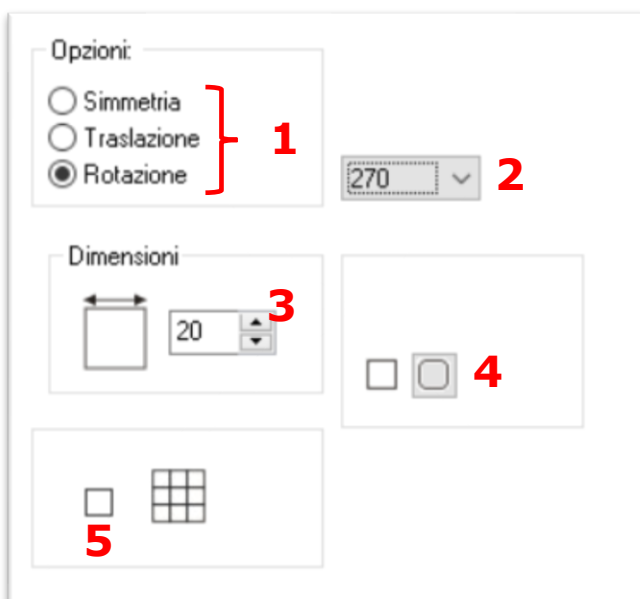 Opzioni:
Simmetria
Traslazione
Rotazione
1
270
2
Dimensioni
20
3
4
5